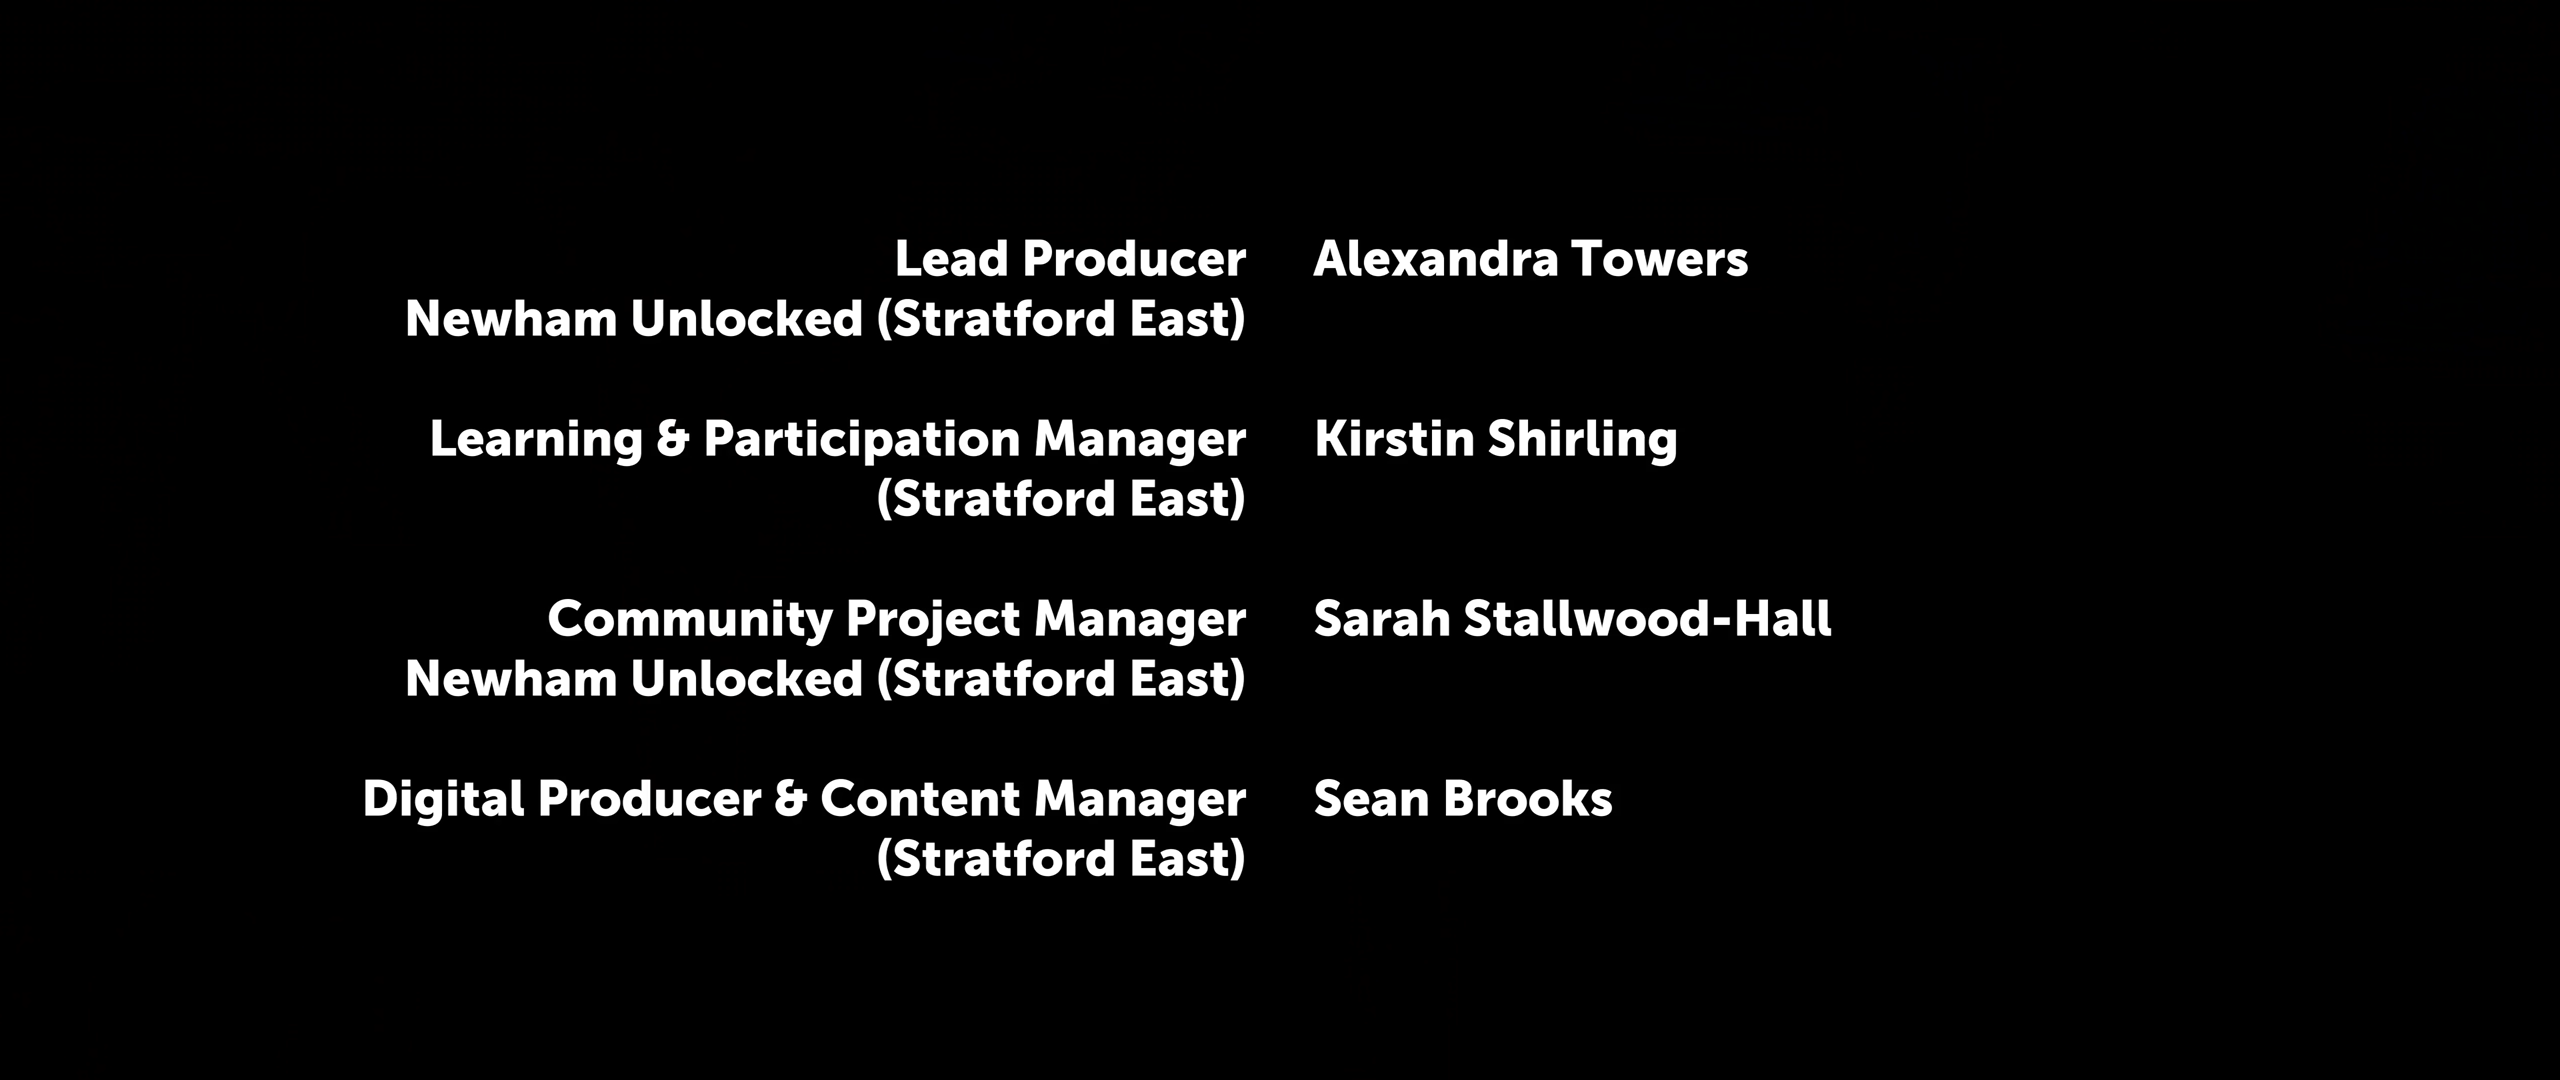 Lead Producer Alexandra Towers
Newham Unlocked (Stratford East)
Learning & Participation Manager Kirstin Shirling
(Stratford East)
Community Project Manager Sarah Stallwood-Hall
Newham Unlocked (Stratford East)
Digital Producer & Content Manager Sean Brooks
(Stratford East)